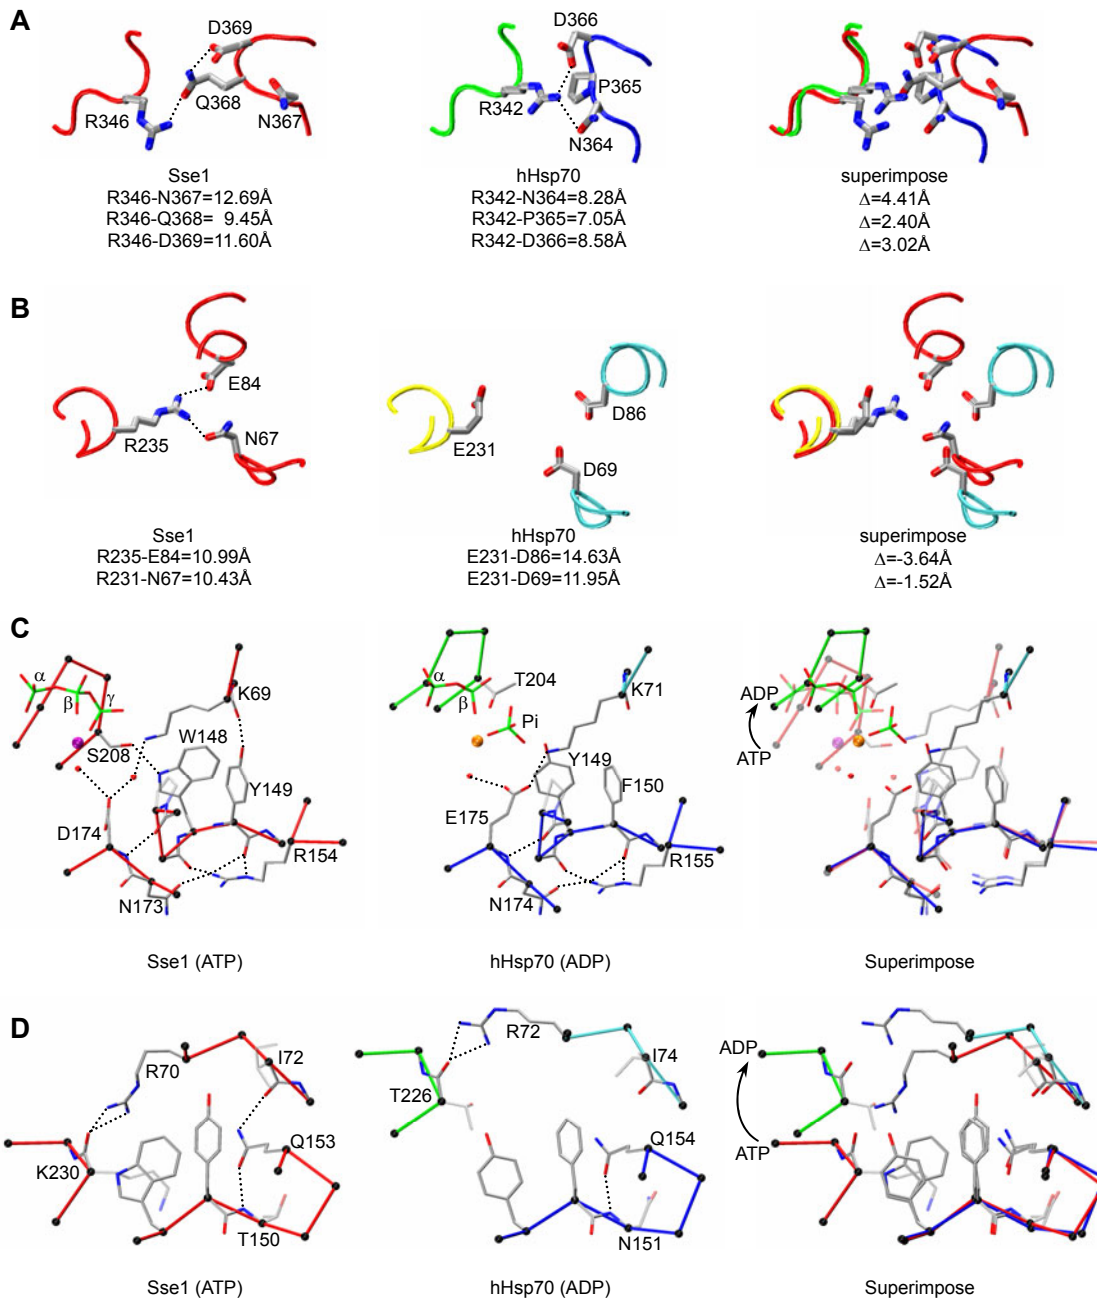 A
D369
Q368
R346
N367
Sse1
R346-N367=12.69Å
R346-Q368= 9.45Å
R346-D369=11.60Å
D366
P365
R342
N364
hHsp70
R342-N364=8.28Å
R342-P365=7.05Å
R342-D366=8.58Å
superimpose
Δ=4.41Å
Δ=2.40Å
Δ=3.02Å
B
E84
R235
N67
Sse1
R235-E84=10.99Å
R231-N67=10.43Å
D86
E231
D69
hHsp70
E231-D86=14.63Å
E231-D69=11.95Å
superimpose
Δ=-3.64Å
Δ=-1.52Å
C
α
β
γ
K69
S208
W148
Y149
D174
R154
N173
Sse1 (ATP)
α
β
T204
K71
Pi
Y149
F150
E175
R155
N174
hHsp70 (ADP)
ADP
ATP
Superimpose
D
R70
I72
Q153
K230
T150
Sse1 (ATP)
R72
I74
T226
Q154
N151
hHsp70 (ADP)
ADP
ATP
Superimpose